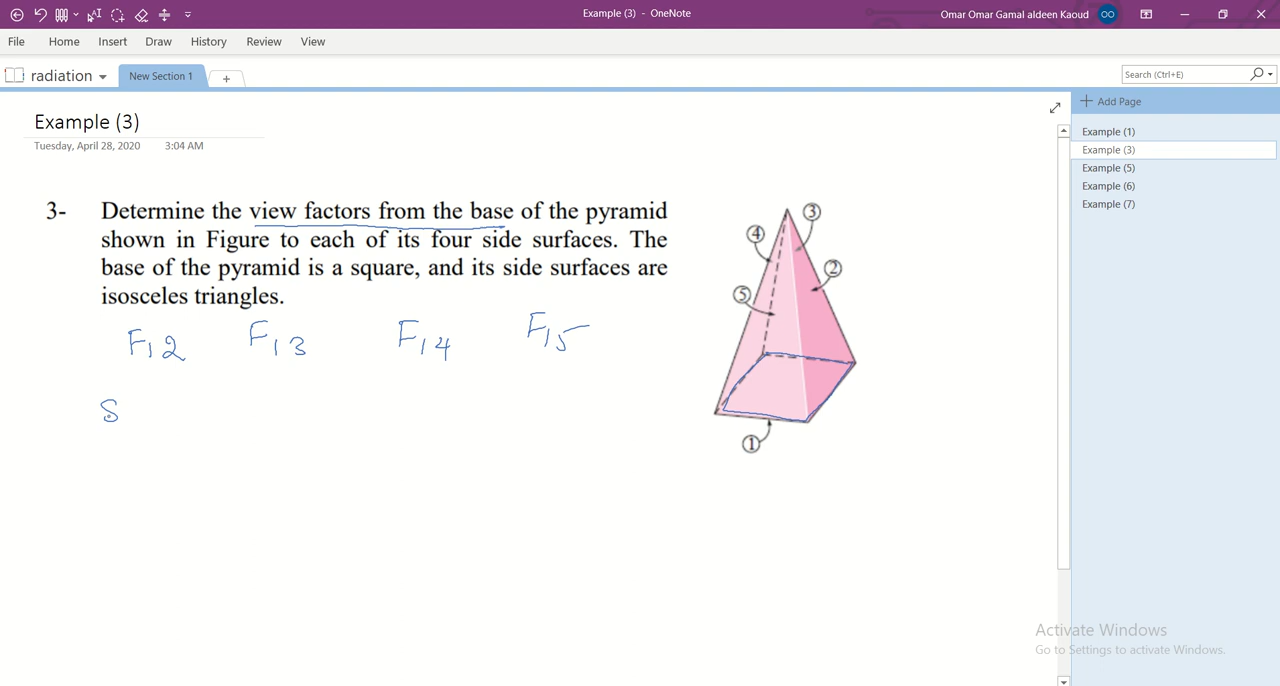 Example (3) - OneNote
Omar Omar Gamal aldeen Kaoud OO
File Home Insert Draw History Review View
radiation New Section 1 +
Search (Ctrl+E)
Add Page
Example (1)
Example (3)
Example (5)
Example (6)
Example (7)
Example (3)
Tuesday, April 28, 2020 3:04 AM
3- Determine the view factors from the base of the pyramid
shown in Figure to each of its four side surfaces. The
base of the pyramid is a square, and its side surfaces are
isosceles triangles.
F12 F13 F14 F15
S
3
4
2
5
1
Activate Windows
Go to Settings to activate Windows.